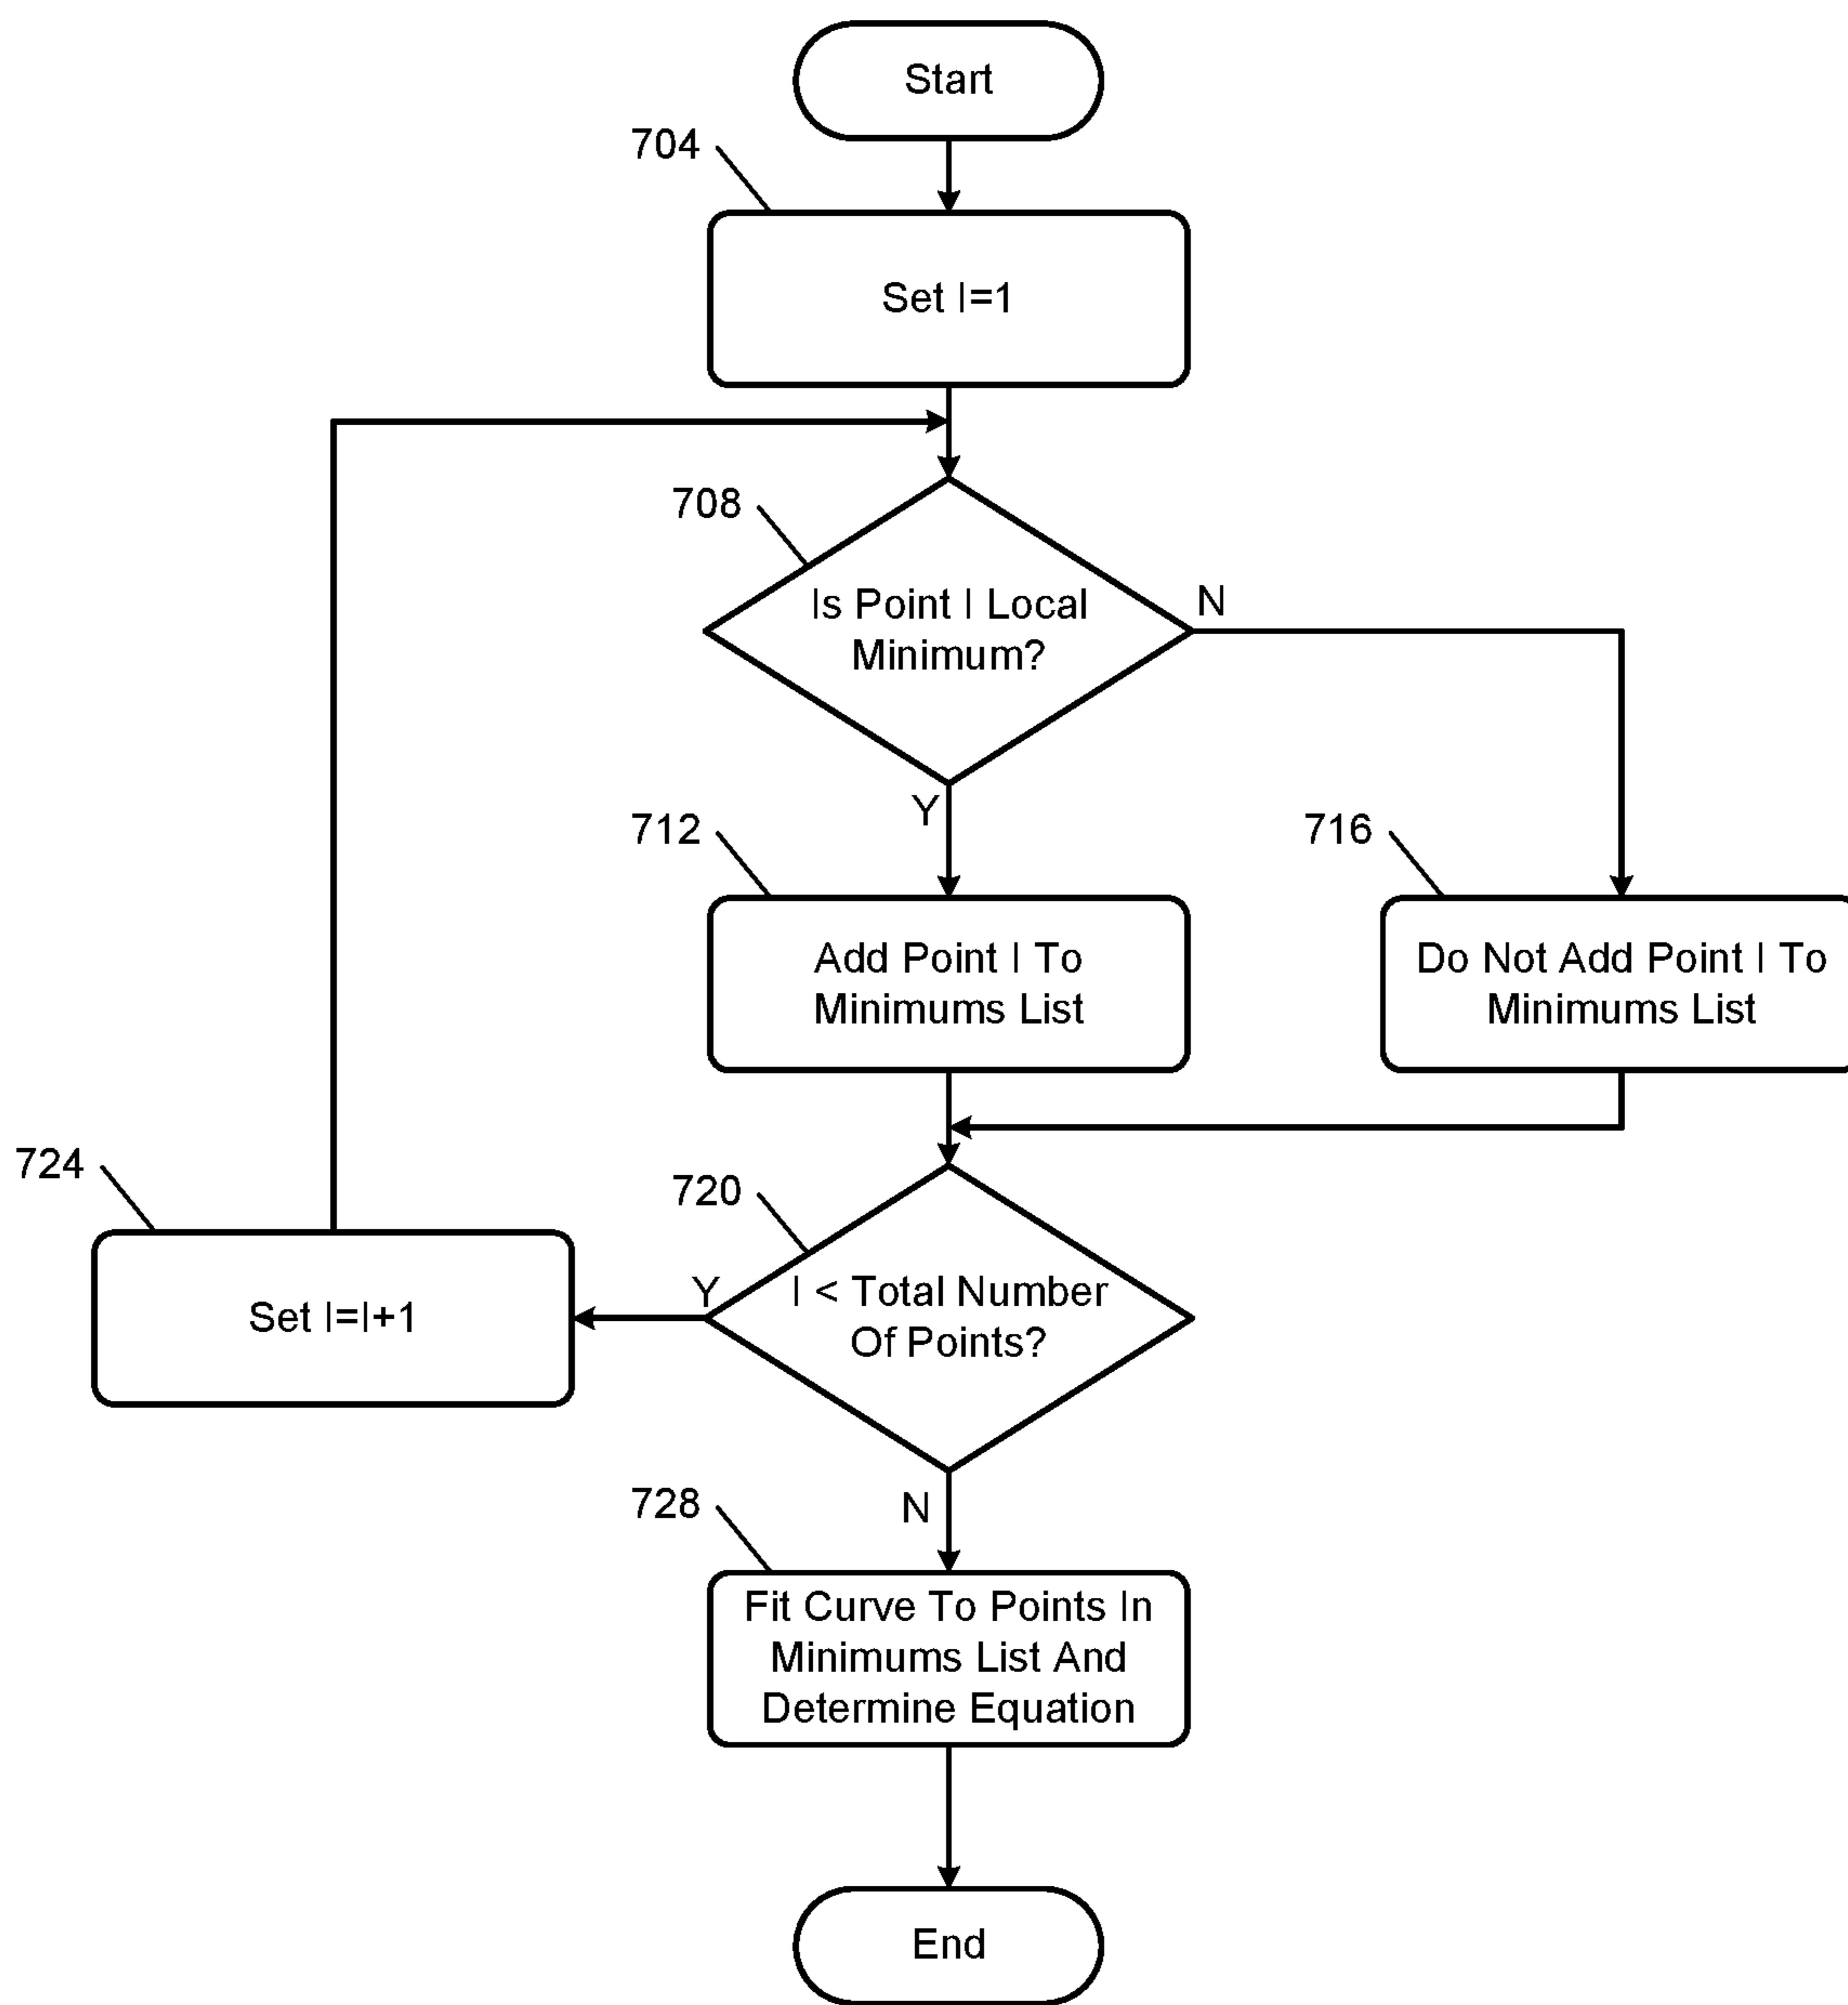 Start
704
Set I=1
708
Is Point I Local
Minimum?
N
Y
712
Add Point I To
Minimums List
716
Do Not Add Point I To
Minimums List
724
Set I=I+1
720
Y
I < Total Number
Of Points?
N
728
Fit Curve To Points In
Minimums List And
Determine Equation
End